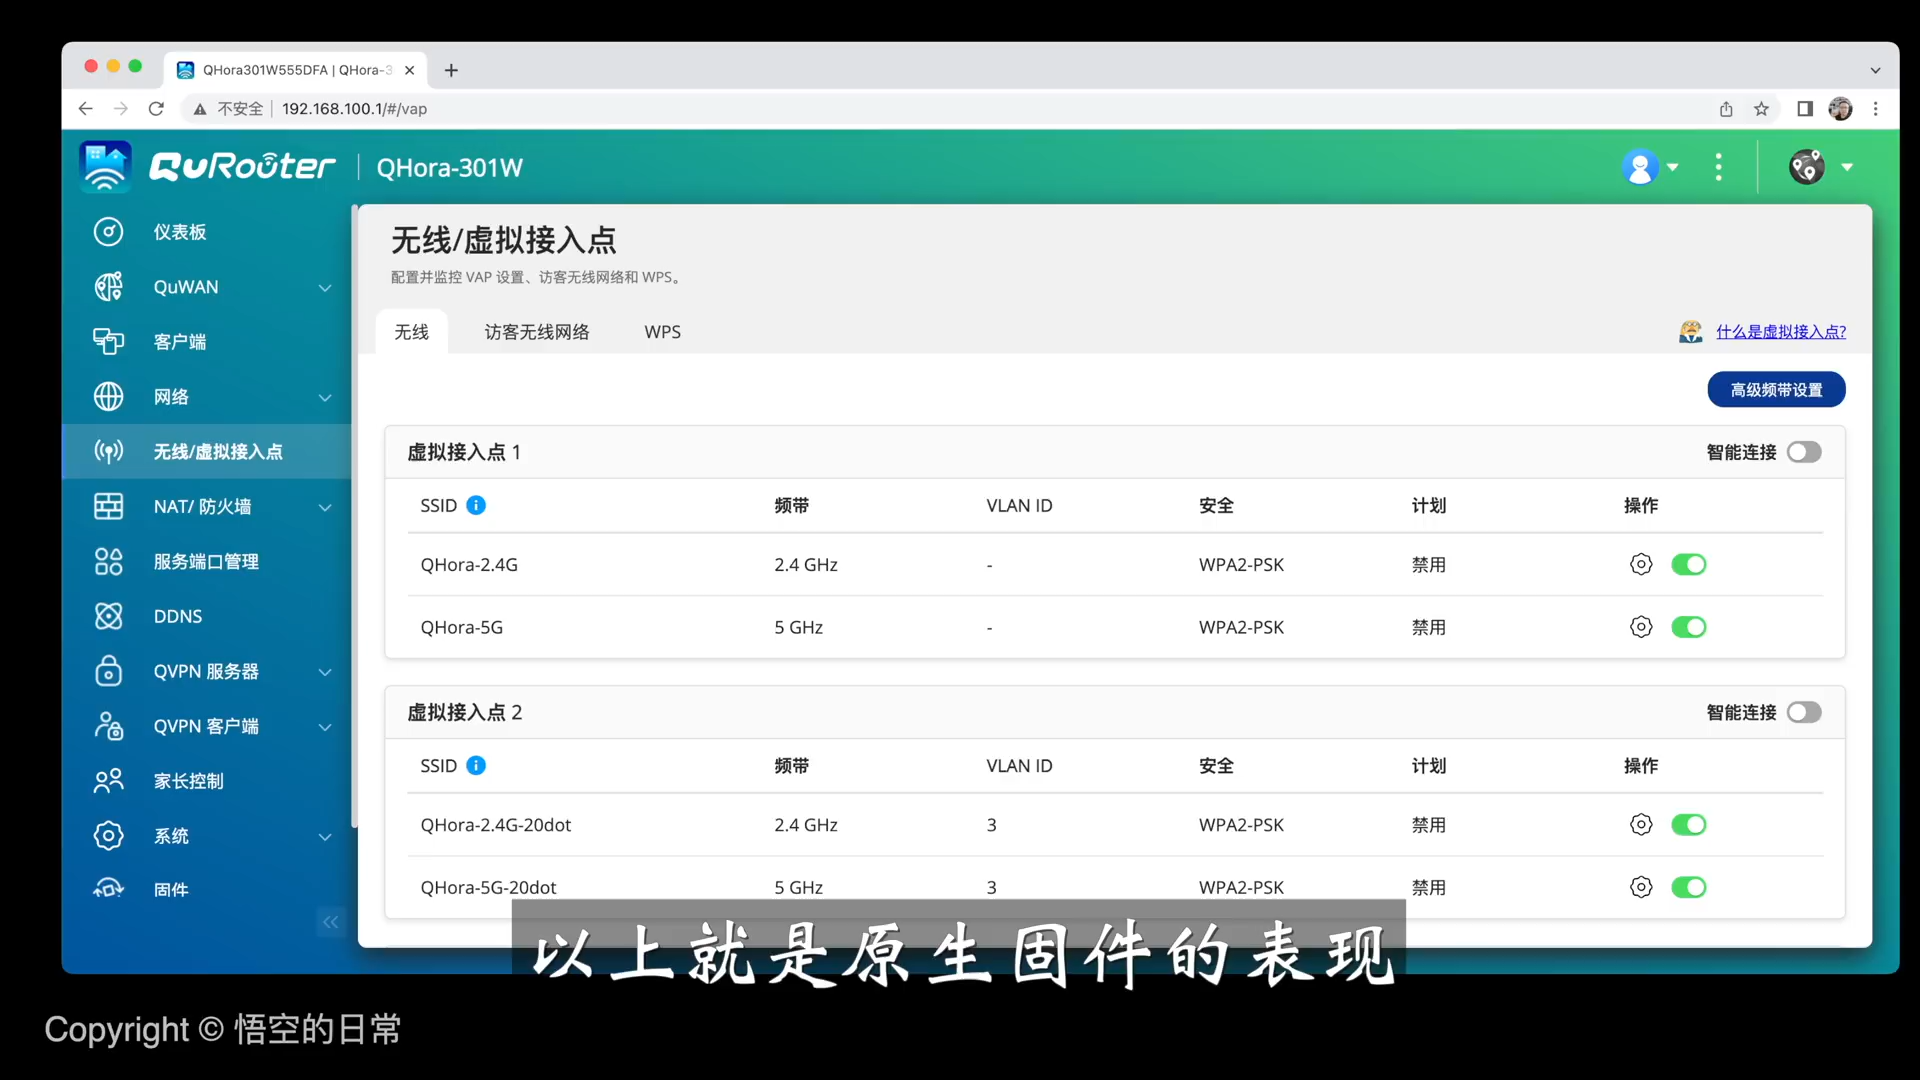 QHora301W555DFA | QHora-3
不安全
192.168.100.1/#/vap
QuRouter
QHora-301W
仪表板
QuWAN
客户端
网络
无线/虚拟接入点
NAT/ 防火墙
服务端口管理
DDNS
QVPN 服务器
QVPN 客户端
家长控制
系统
固件
无线/虚拟接入点
配置并监控 VAP 设置、访客无线网络和 WPS。
无线 访客无线网络 WPS
什么是虚拟接入点?
高级频带设置
虚拟接入点 1 智能连接
SSID 频带 VLAN ID 安全 计划 操作
QHora-2.4G 2.4 GHz - WPA2-PSK 禁用
QHora-5G 5 GHz - WPA2-PSK 禁用
虚拟接入点 2 智能连接
SSID 频带 VLAN ID 安全 计划 操作
QHora-2.4G-20dot 2.4 GHz 3 WPA2-PSK 禁用
QHora-5G-20dot 5 GHz 3 WPA2-PSK 禁用
以上就是原生固件的表现
Copyright © 悟空的日常